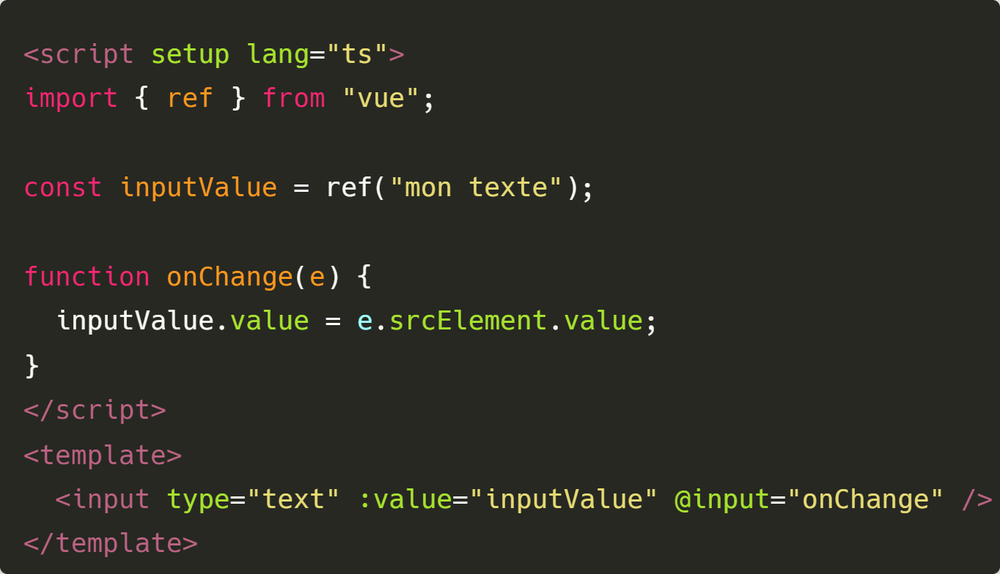 <script setup lang="ts">
import { ref } from "vue";
const inputValue = ref("mon texte");
function onChange(e) {
  inputValue.value = e.srcElement.value;
}
</script>
<template>
  <input type="text" :value="inputValue" @input="onChange" />
</template>